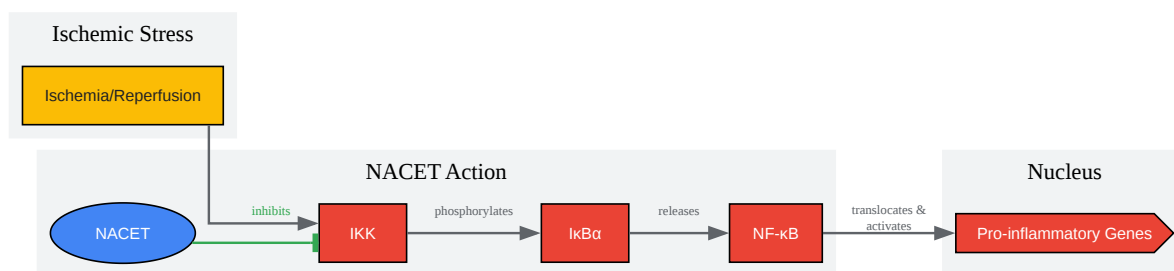 Ischemic Stress
Ischemia/Reperfusion
NACET Action
Nucleus
NACET
inhibits
IKK
phosphorylates
IκBα
releases
NF-κB
translocates &
activates
Pro-inflammatory Genes